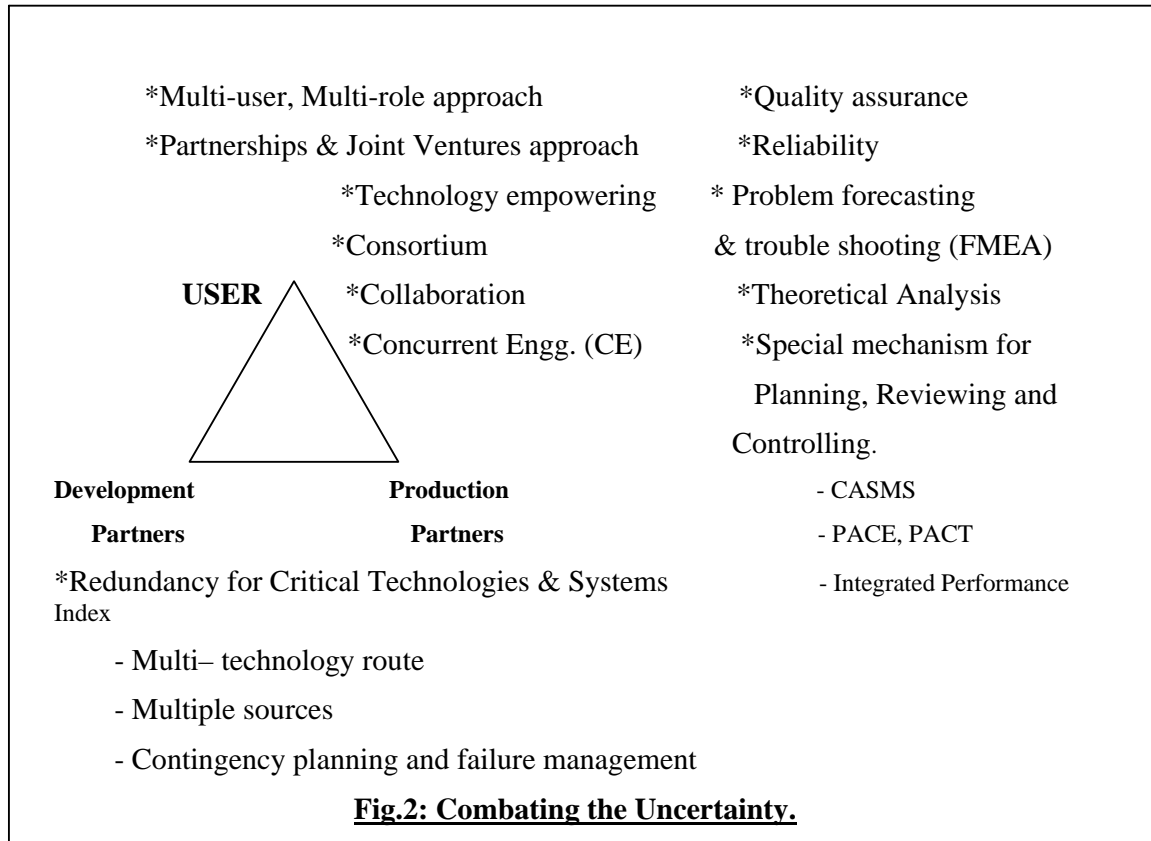 *Multi-user, Multi-role approach *Quality assurance
*Partnerships & Joint Ventures approach *Reliability
*Technology empowering * Problem forecasting
*Consortium & trouble shooting (FMEA)
USER *Collaboration *Theoretical Analysis
*Concurrent Engg. (CE) *Special mechanism for
Planning, Reviewing and
Controlling.
Development Production - CASMS
Partners Partners - PACE, PACT
*Redundancy for Critical Technologies & Systems - Integrated Performance
Index
- Multi– technology route
- Multiple sources
- Contingency planning and failure management
Fig.2: Combating the Uncertainty.